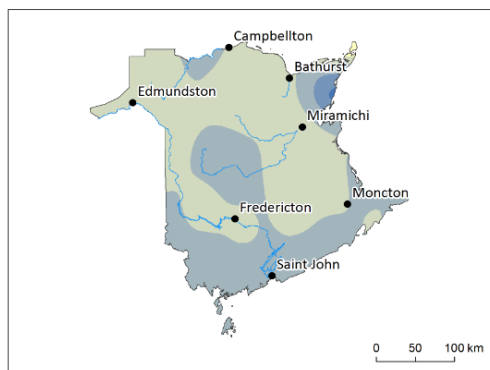 Campbellton
Bathurst
Edmundston
Miramichi
Moncton
Fredericton
Saint John
0 50 100 km